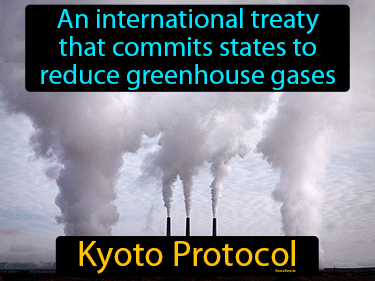 An international treaty
that commits states to
reduce greenhouse gases
Kyoto Protocol